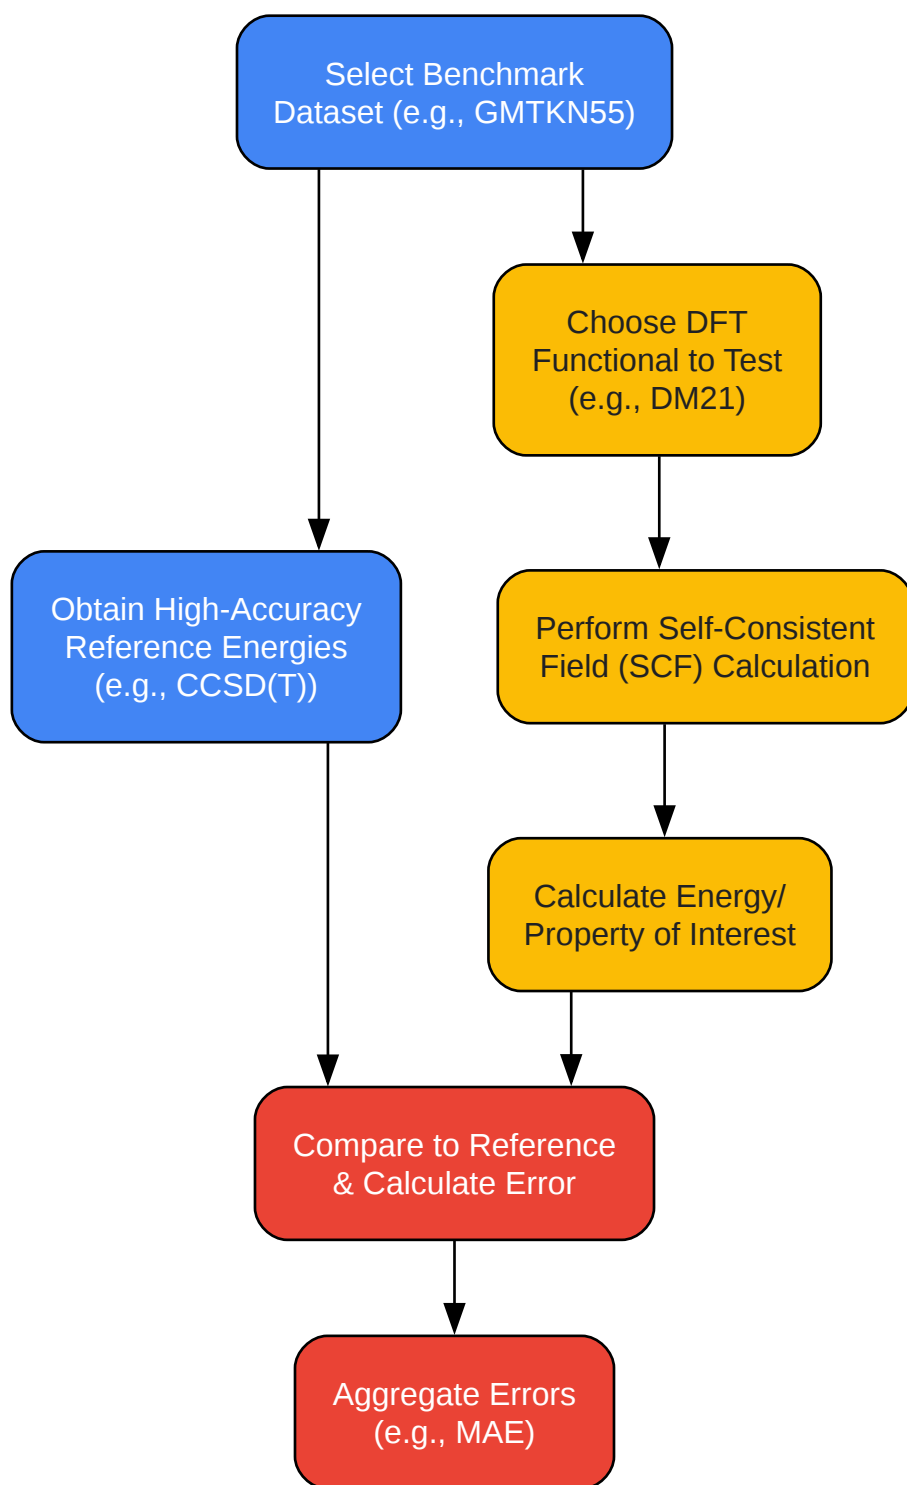 Select Benchmark
Dataset (e.g., GMTKN55)
Choose DFT
Functional to Test
(e.g., DM21)
Obtain High-Accuracy
Reference Energies
(e.g., CCSD(T))
Perform Self-Consistent
Field (SCF) Calculation
Calculate Energy/
Property of Interest
Compare to Reference
& Calculate Error
Aggregate Errors
(e.g., MAE)